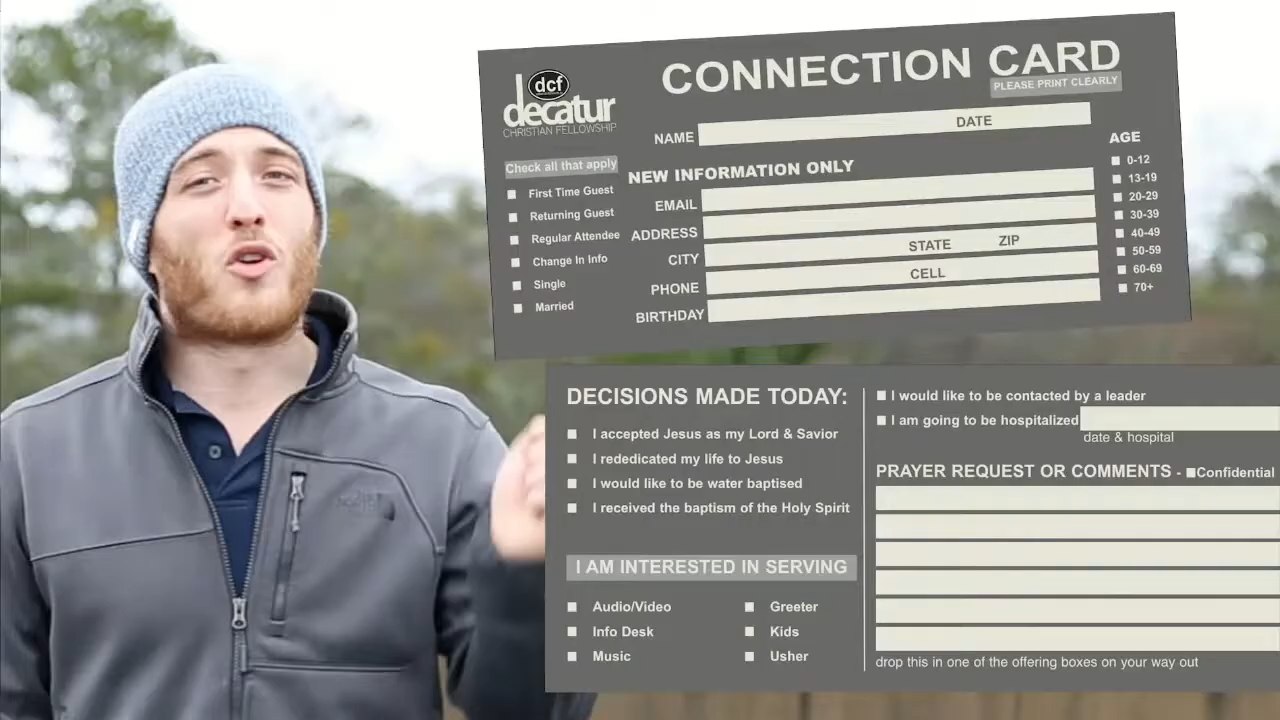 CONNECTION CARD
PLEASE PRINT CLEARLY
dcf
decatur
CHRISTIAN FELLOWSHIP
Check all that apply
First Time Guest
Returning Guest
Regular Attendee
Change In Info
Single
Married
NAME DATE
NEW INFORMATION ONLY
EMAIL
ADDRESS
CITY STATE ZIP
PHONE CELL
BIRTHDAY
AGE
0-12
13-19
20-29
30-39
40-49
50-59
60-69
70+
DECISIONS MADE TODAY:
I accepted Jesus as my Lord & Savior
I rededicated my life to Jesus
I would like to be water baptised
I received the baptism of the Holy Spirit
I AM INTERESTED IN SERVING
Audio/Video
Info Desk
Music
Greeter
Kids
Usher
I would like to be contacted by a leader
I am going to be hospitalized
date & hospital
PRAYER REQUEST OR COMMENTS - Confidential
drop this in one of the offering boxes on your way out